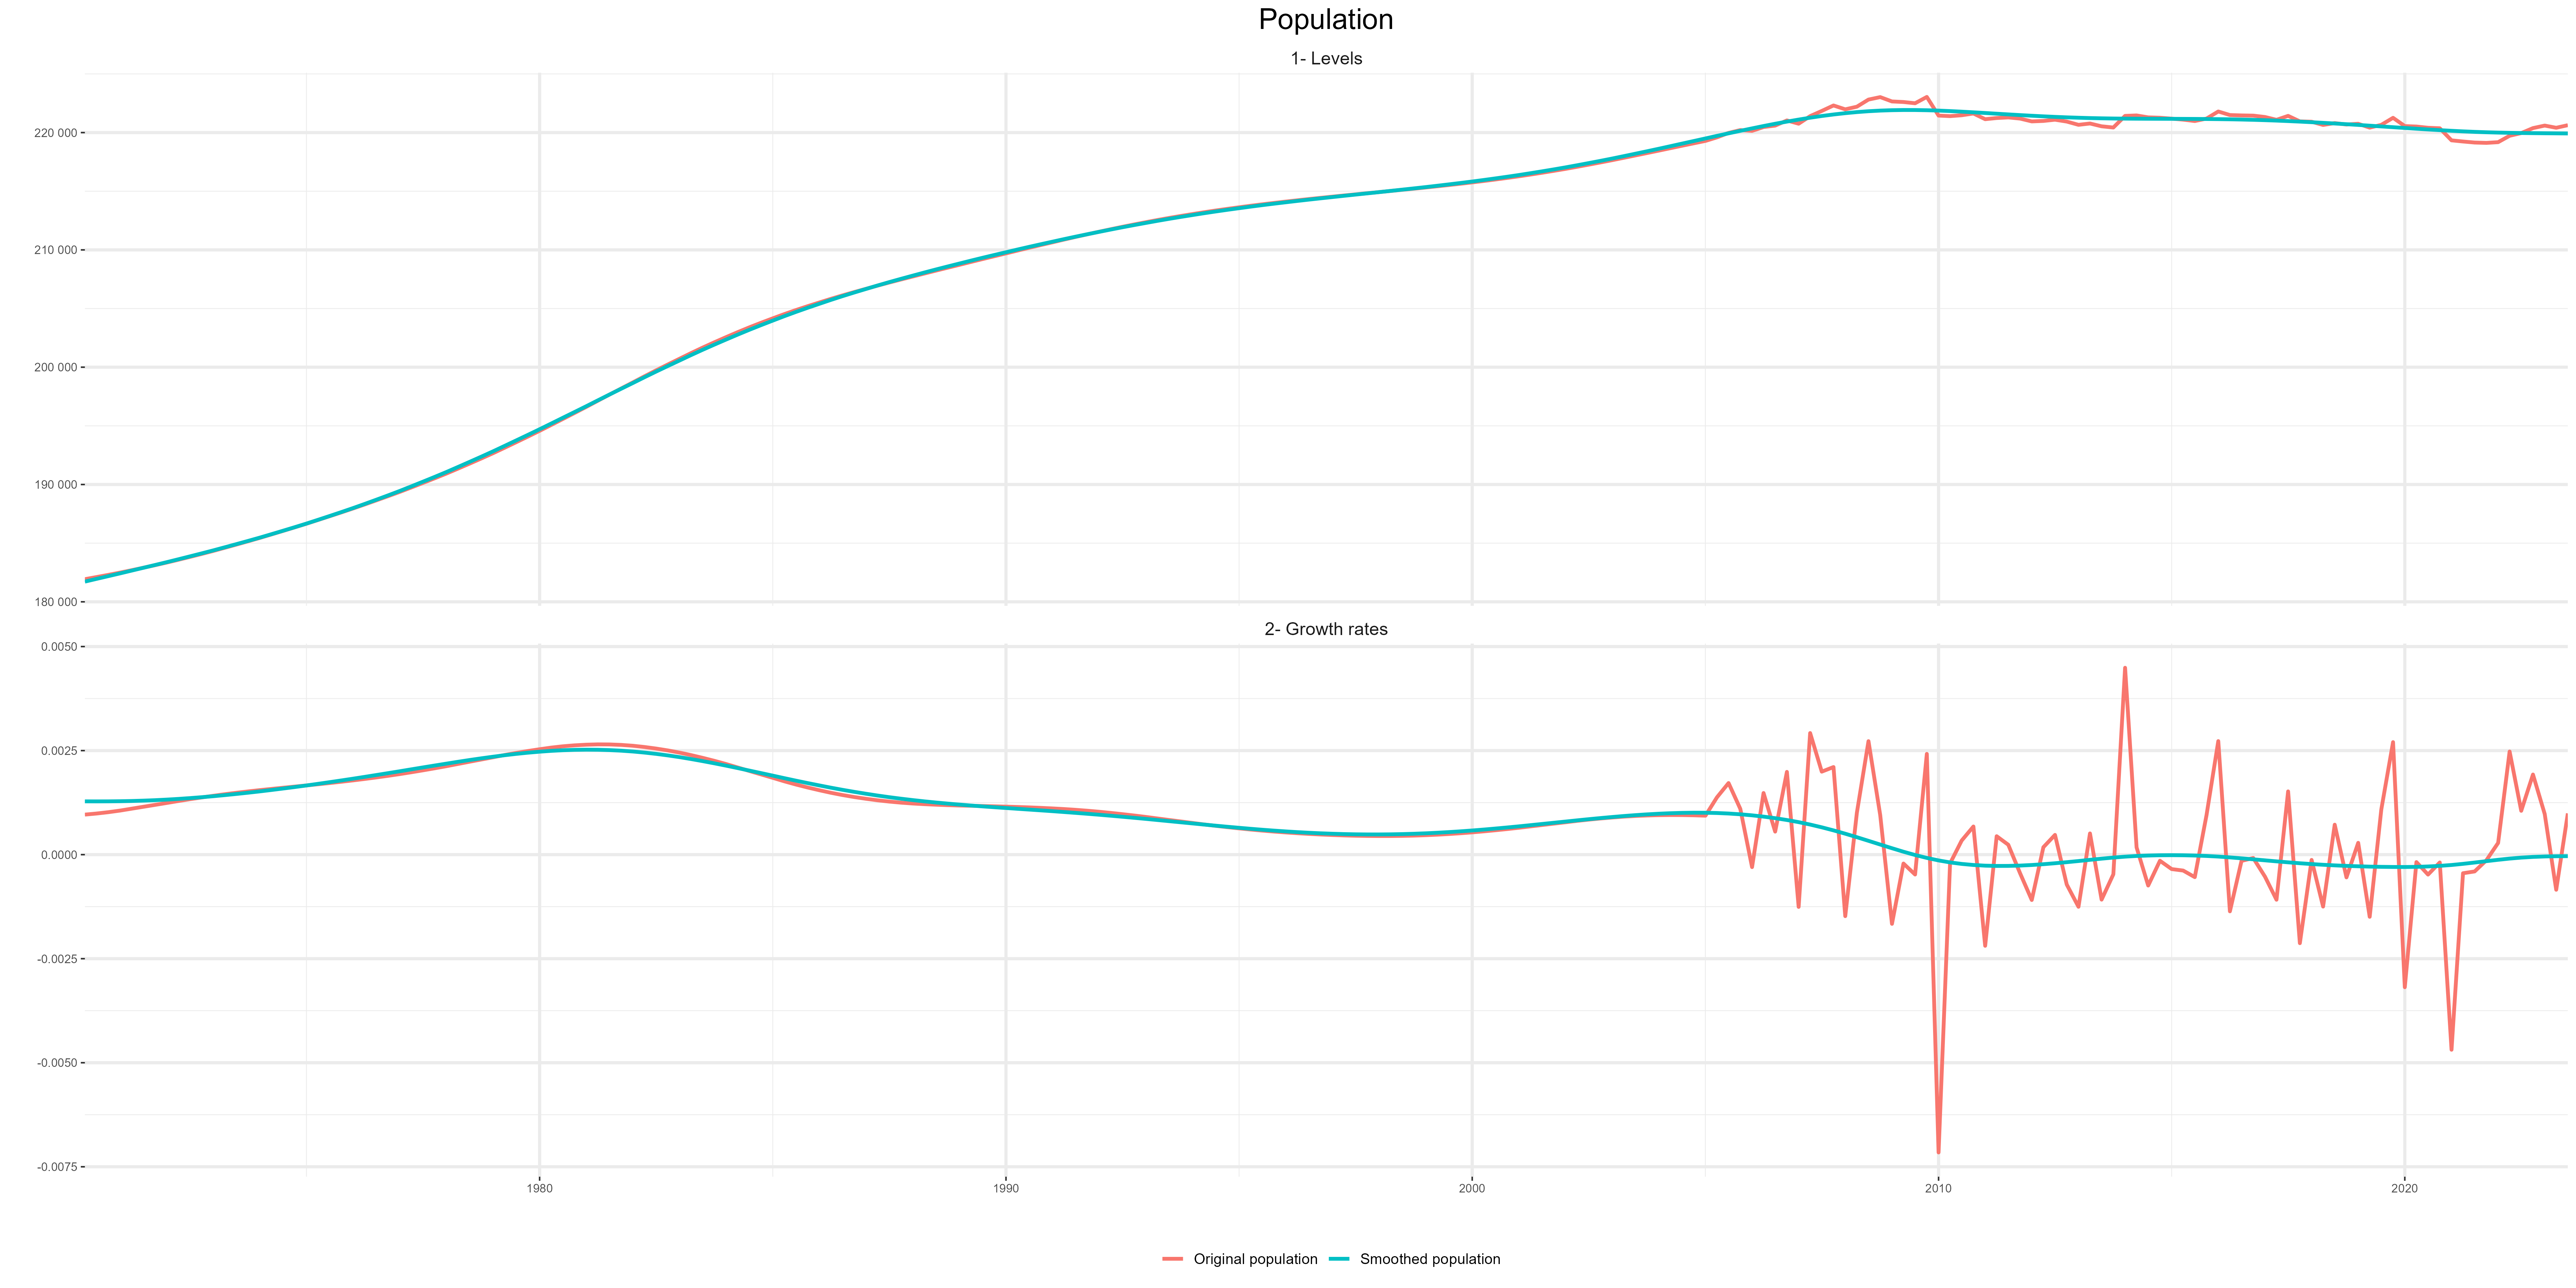 Population
1- Levels
220 000
210 000
200 000
190 000
180 000
2- Growth rates
0.0050
0.0025
0.0000
-0.0025
-0.0050
-0.0075
1980 1990 2000 2010 2020
Original population Smoothed population